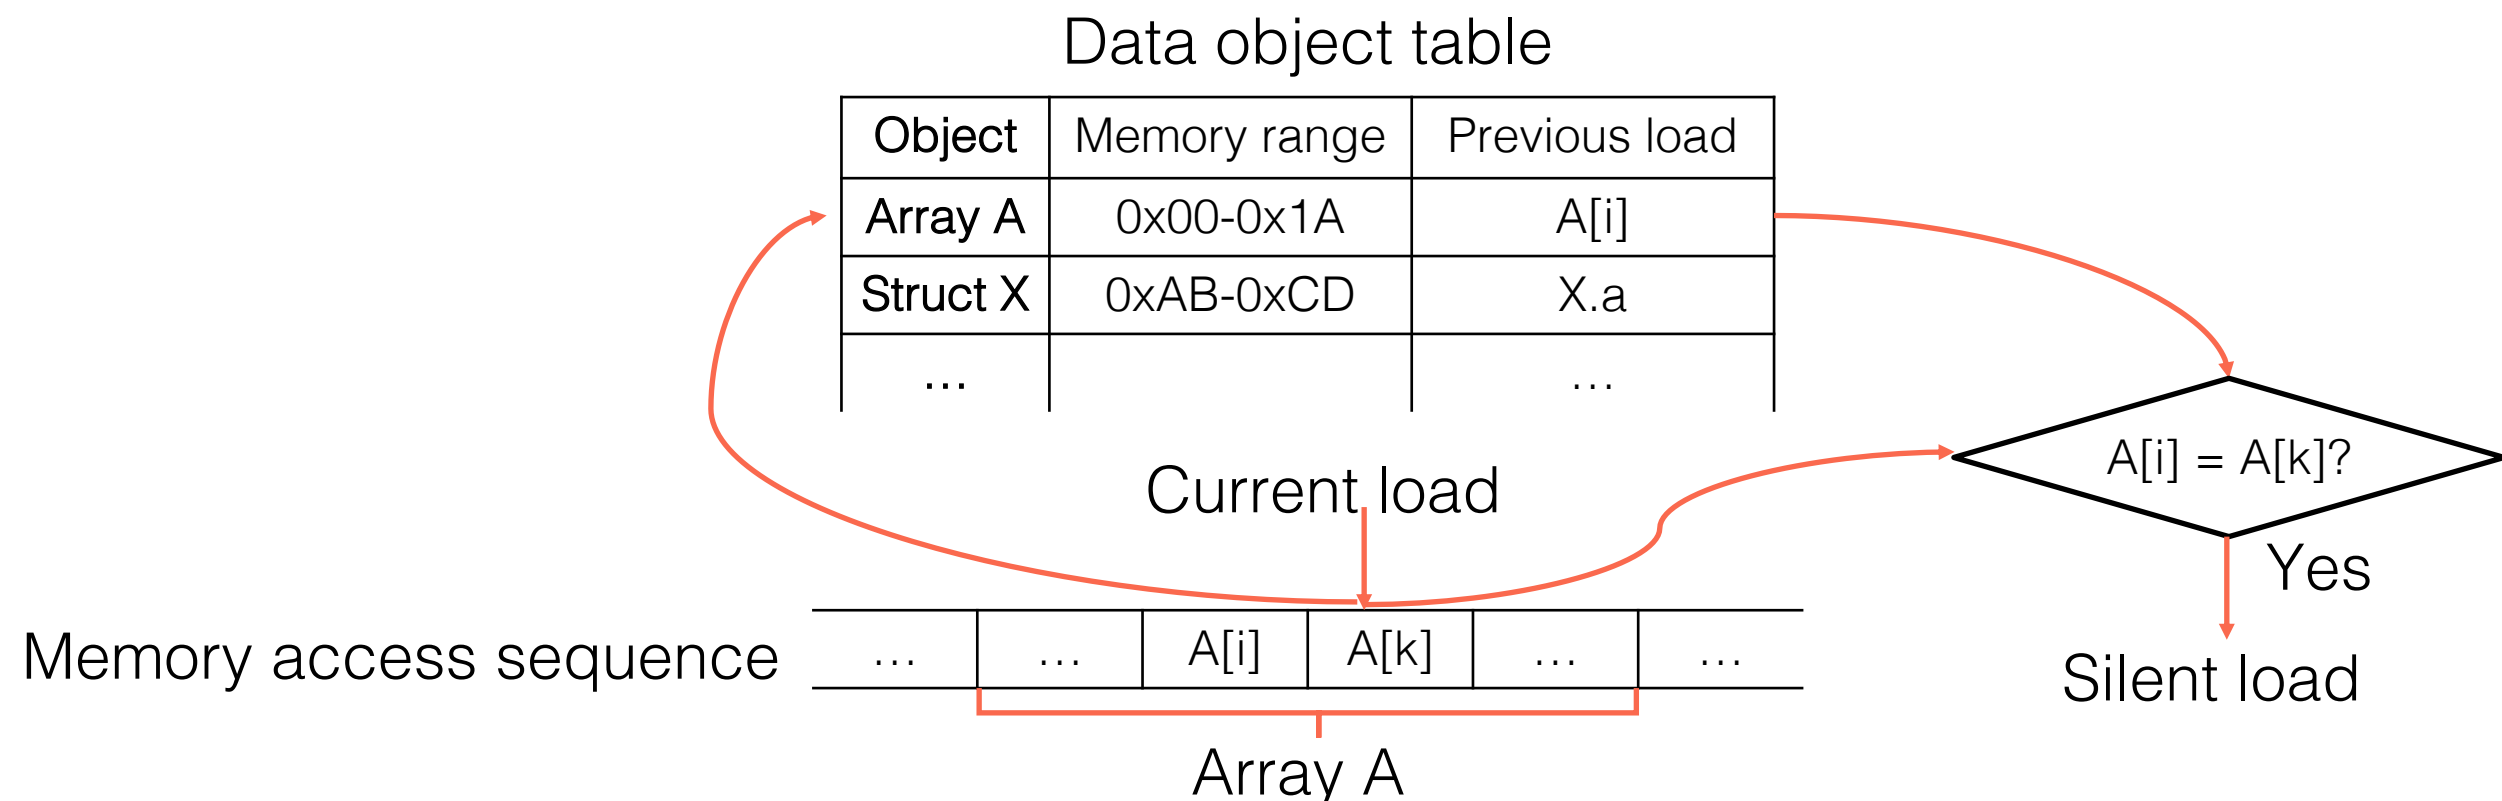 Data object table
Object Memory range Previous load
Array A 0x00-0x1A A[i]
Struct X 0xAB-0xCD X.a
... ...
A[i] = A[k]?
Current load
Yes
Memory access sequence ... ... A[i] A[k] ... ...
Silent load
Array A